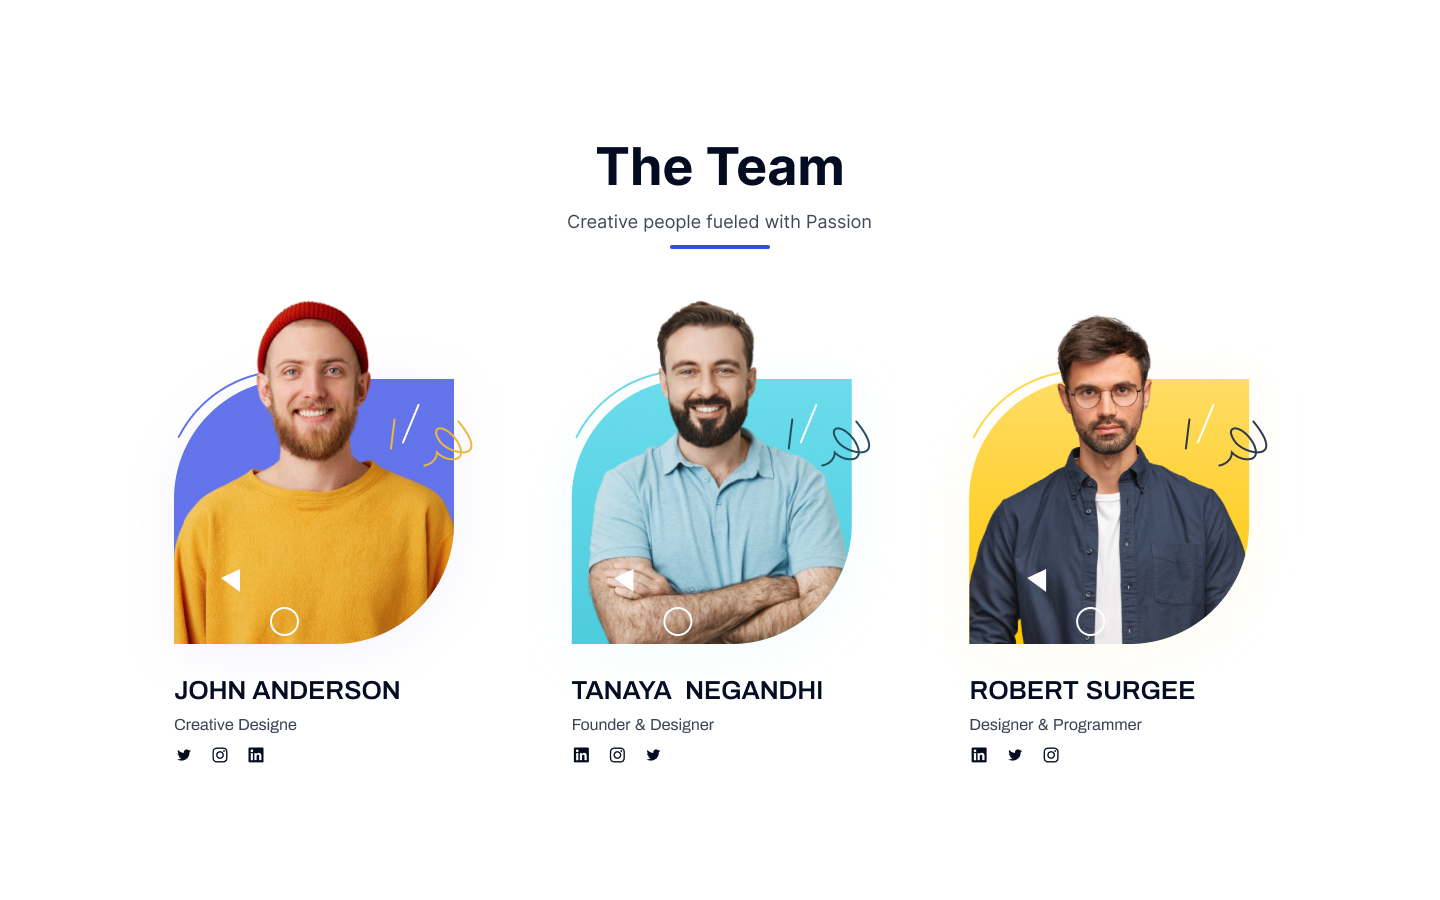 The Team
Creative people fueled with Passion
JOHN ANDERSON
Creative Designe
TANAYA  NEGANDHI
Founder & Designer
ROBERT SURGEE
Designer & Programmer